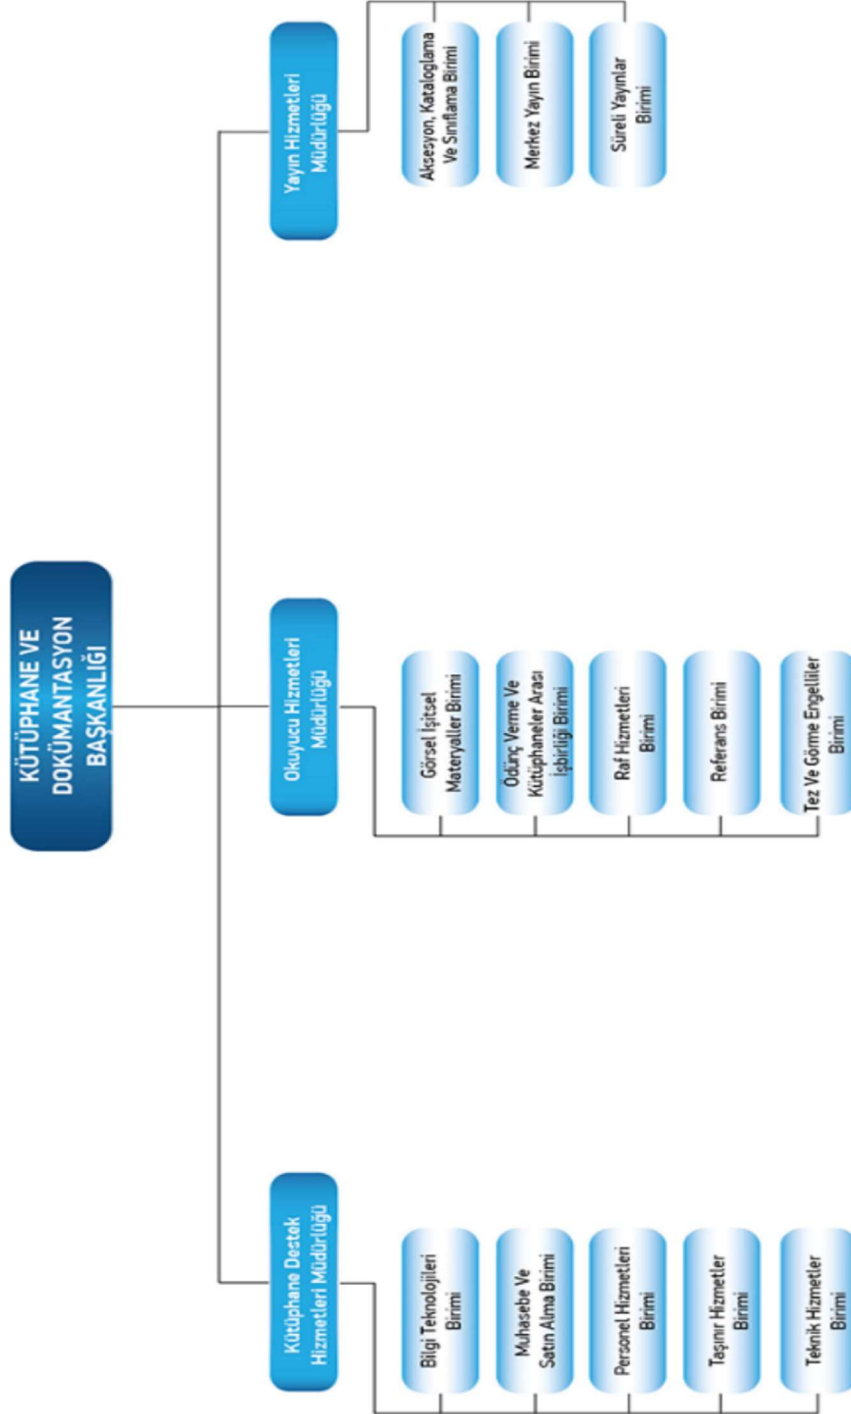 KÜTÜPHANE VE
DOKÜMANTASYON
BAŞKANLIĞI
Kütüphane Destek
Hizmetleri Müdürlüğü
Bilgi Teknolojileri
Birimi
Muhasebe Ve
Satın Alma Birimi
Personel Hizmetleri
Birimi
Taşınır Hizmetler
Birimi
Teknik Hizmetler
Birimi
Okuyucu Hizmetleri
Müdürlüğü
Görsel İşitsel
Materyaller Birimi
Ödünç Verme Ve
Kütüphaneler Arası
İşbirliği Birimi
Raf Hizmetleri
Birimi
Referans Birimi
Tez Ve Görme Engelliler
Birimi
Yayın Hizmetleri
Müdürlüğü
Aksesyon, Kataloglama
Ve Sınıflama Birimi
Merkez Yayın Birimi
Süreli Yayınlar
Birimi